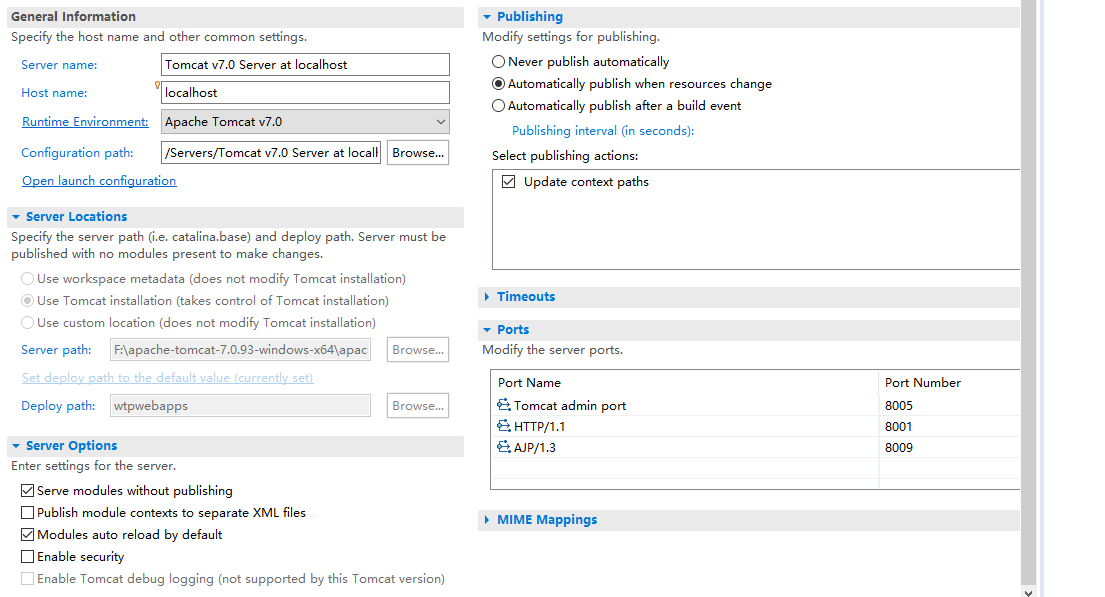 General Information
Specify the host name and other common settings.
Server name: Tomcat v7.0 Server at localhost
Host name: localhost
Runtime Environment: Apache Tomcat v7.0
Configuration path: /Servers/Tomcat v7.0 Server at locall Browse...
Open launch configuration
Server Locations
Specify the server path (i.e. catalina.base) and deploy path. Server must be
published with no modules present to make changes.
Use workspace metadata (does not modify Tomcat installation)
Use Tomcat installation (takes control of Tomcat installation)
Use custom location (does not modify Tomcat installation)
Server path: F:\apache-tomcat-7.0.93-windows-x64\apac Browse...
Set deploy path to the default value (currently set)
Deploy path: wtpwebapps Browse...
Server Options
Enter settings for the server.
Serve modules without publishing
Publish module contexts to separate XML files
Modules auto reload by default
Enable security
Enable Tomcat debug logging (not supported by this Tomcat version)
Publishing
Modify settings for publishing.
Never publish automatically
Automatically publish when resources change
Automatically publish after a build event
Publishing interval (in seconds):
Select publishing actions:
Update context paths
Timeouts
Ports
Modify the server ports.
Port Name Port Number
Tomcat admin port 8005
HTTP/1.1 8001
AJP/1.3 8009
MIME Mappings